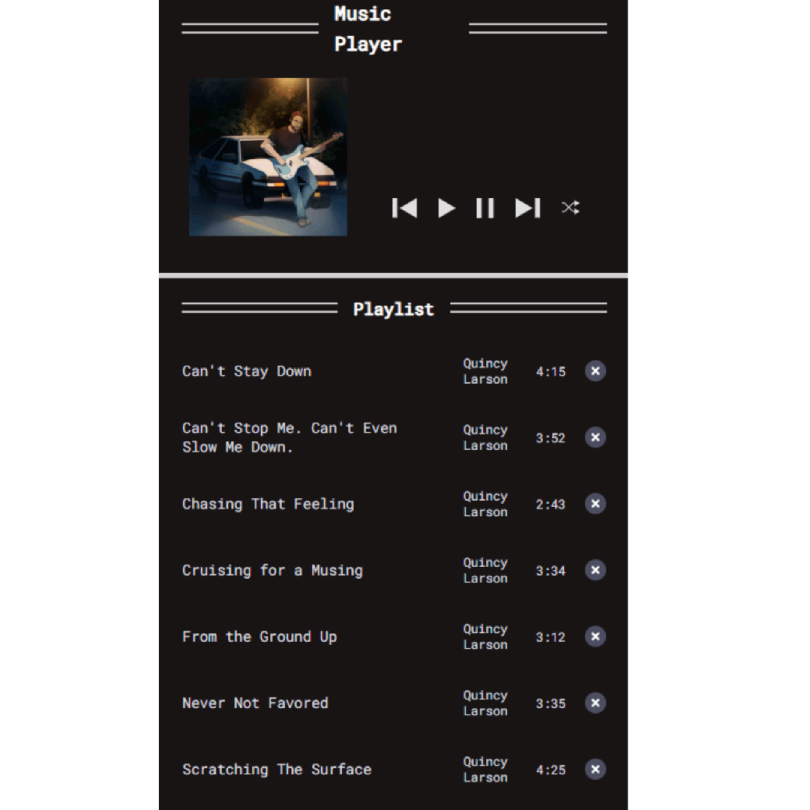 Music
Player
Playlist
Can't Stay Down
Quincy
Larson
4:15
Can't Stop Me. Can't Even
Slow Me Down.
Quincy
Larson
3:52
Chasing That Feeling
Quincy
Larson
2:43
Cruising for a Musing
Quincy
Larson
3:34
From the Ground Up
Quincy
Larson
3:12
Never Not Favored
Quincy
Larson
3:35
Scratching The Surface
Quincy
Larson
4:25